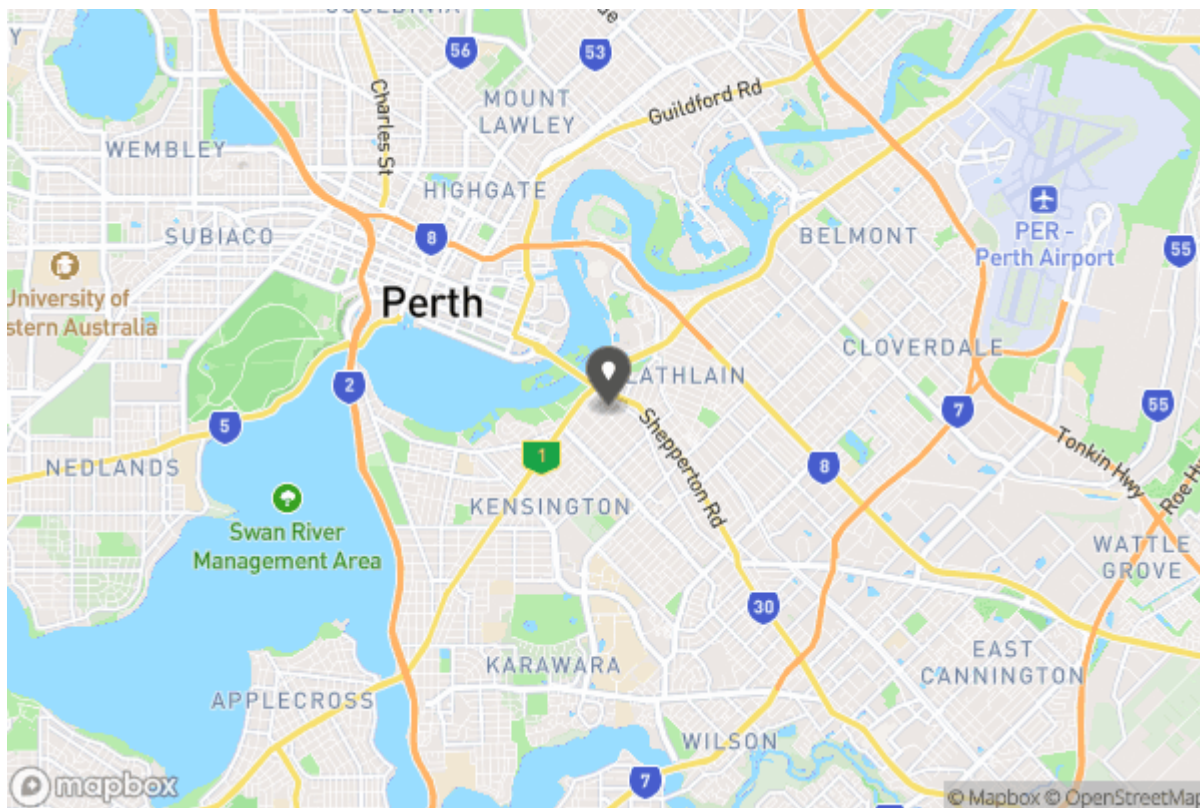 56
53
Charles St
MOUNT
LAWLEY
Guildford Rd
WEMBLEY
HIGHGATE
SUBIACO
8
BELMONT
PER -
Perth Airport
55
University of
stern Australia
Perth
CLOVERDALE
LATHLAIN
2
5
7
55
NEDLANDS
1
Shepperton Rd
8
Tonkin Hwy
KENSINGTON
Swan River
Management Area
WATTLE
GROVE
30
KARAWARA
EAST
CANNINGTON
APPLECROSS
WILSON
7
mapbox
© Mapbox © OpenStreetMap